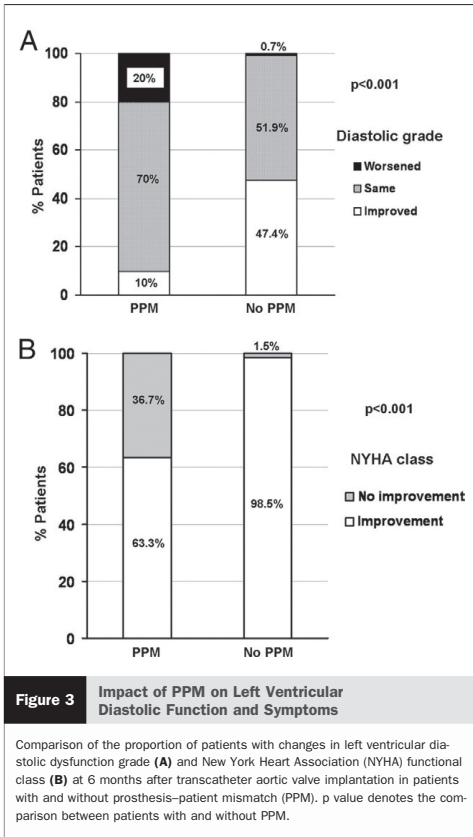 A
100
80
60
40
20
0
% Patients
20%
70%
10%
0.7%
51.9%
47.4%
PPM
No PPM
p<0.001
Diastolic grade
Worsened
Same
Improved
B
100
80
60
40
20
0
% Patients
36.7%
63.3%
1.5%
98.5%
PPM
No PPM
p<0.001
NYHA class
No improvement
Improvement
Figure 3
Impact of PPM on Left Ventricular
Diastolic Function and Symptoms
Comparison of the proportion of patients with changes in left ventricular dia-
stolic dysfunction grade (A) and New York Heart Association (NYHA) functional
class (B) at 6 months after transcatheter aortic valve implantation in patients
with and without prosthesis–patient mismatch (PPM). p value denotes the com-
parison between patients with and without PPM.